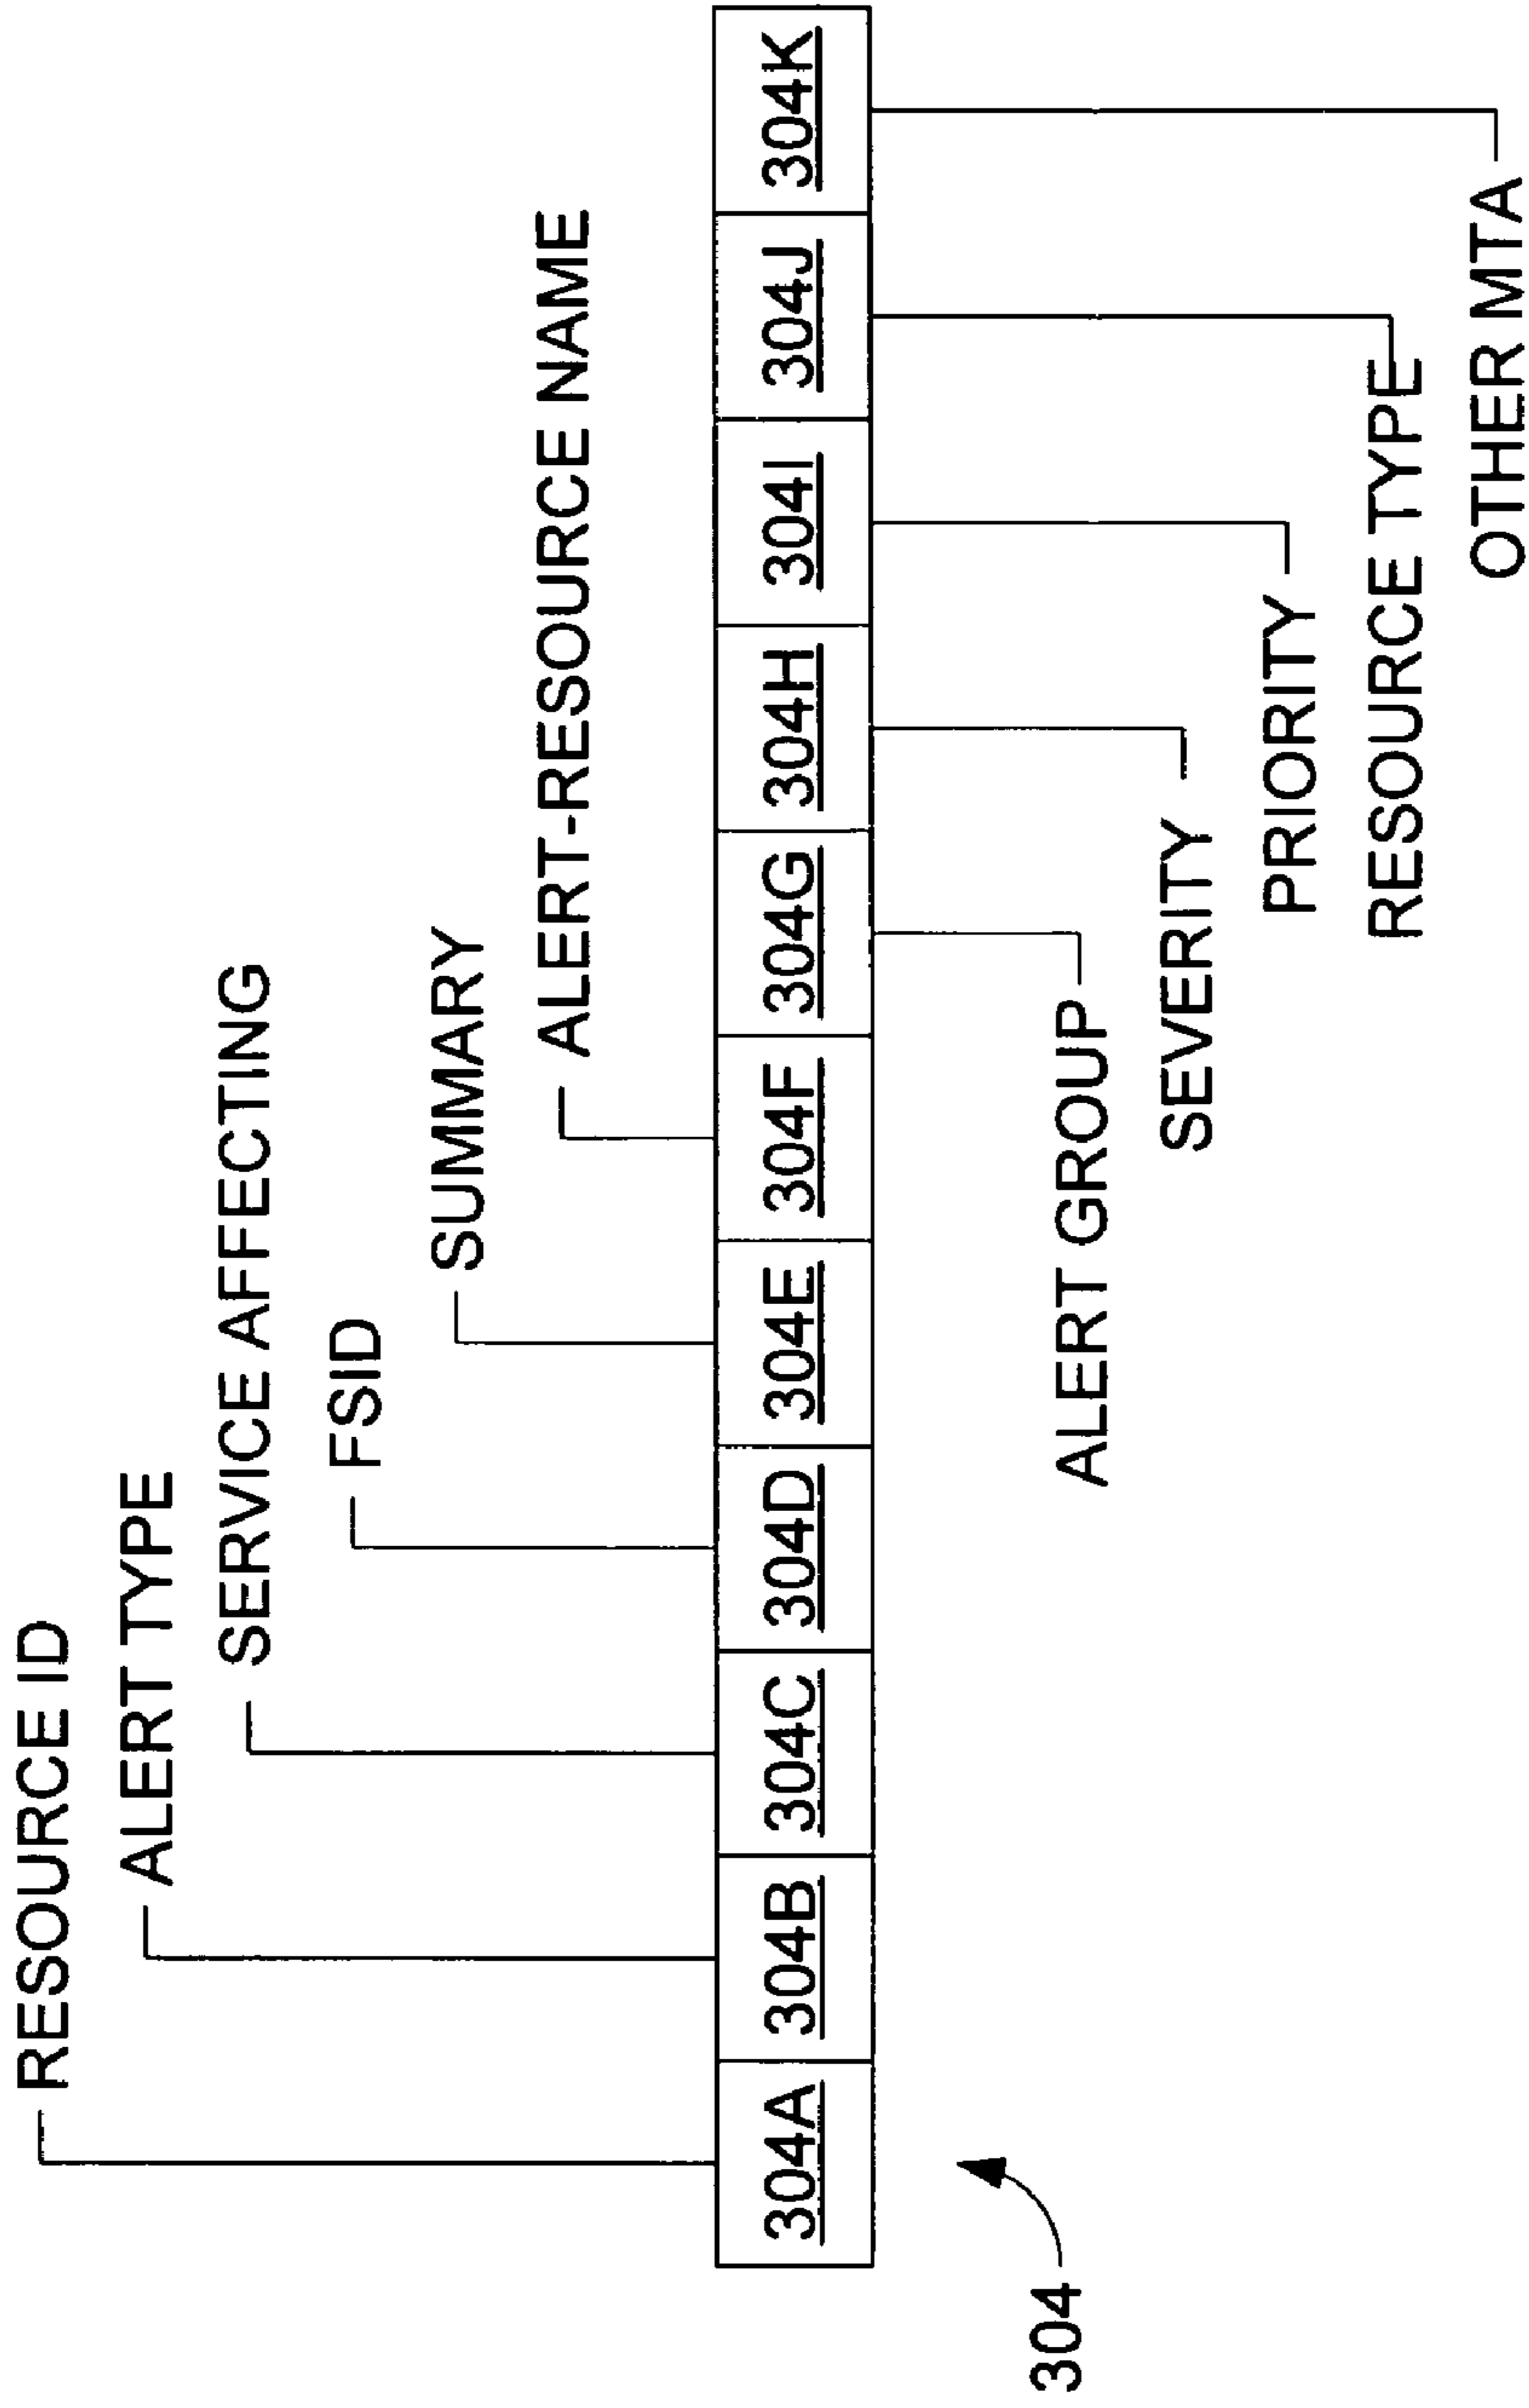 RESOURCE ID
ALERT TYPE
SERVICE AFFECTING
FSID
SUMMARY
ALERT-RESOURCE NAME
304A 304B 304C 304D 304E 304F 304G 304H 304I 304J 304K
304
ALERT GROUP
SEVERITY
PRIORITY
RESOURCE TYPE
OTHER MTA